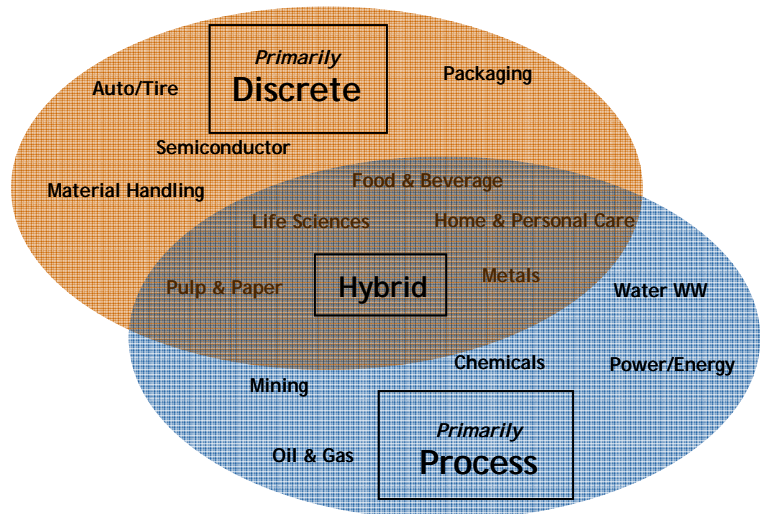 Primarily
Discrete
Packaging
Auto/Tire
Semiconductor
Material Handling
Food & Beverage
Life Sciences
Home & Personal Care
Metals
Pulp & Paper
Hybrid
Water WW
Chemicals
Power/Energy
Mining
Primarily
Process
Oil & Gas